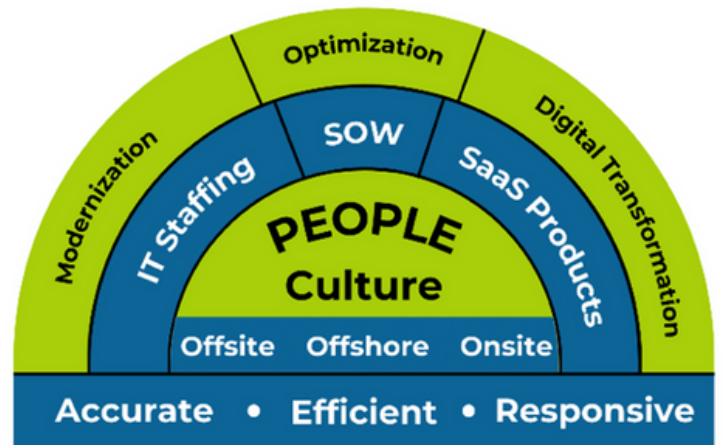 Optimization
Modernization
Digital Transformation
SOW
IT Staffing
SaaS Products
PEOPLE
Culture
Offsite Offshore Onsite
Accurate • Efficient • Responsive